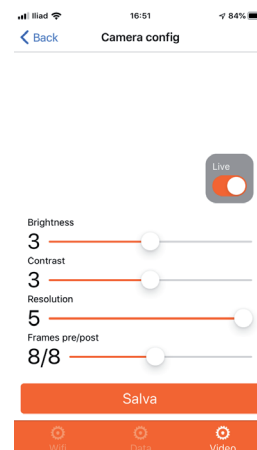 Iliad 16:51 84%
Back Camera config
Live
Brightness
3
Contrast
3
Resolution
5
Frames pre/post
8/8
Salva
Wifi Data Video